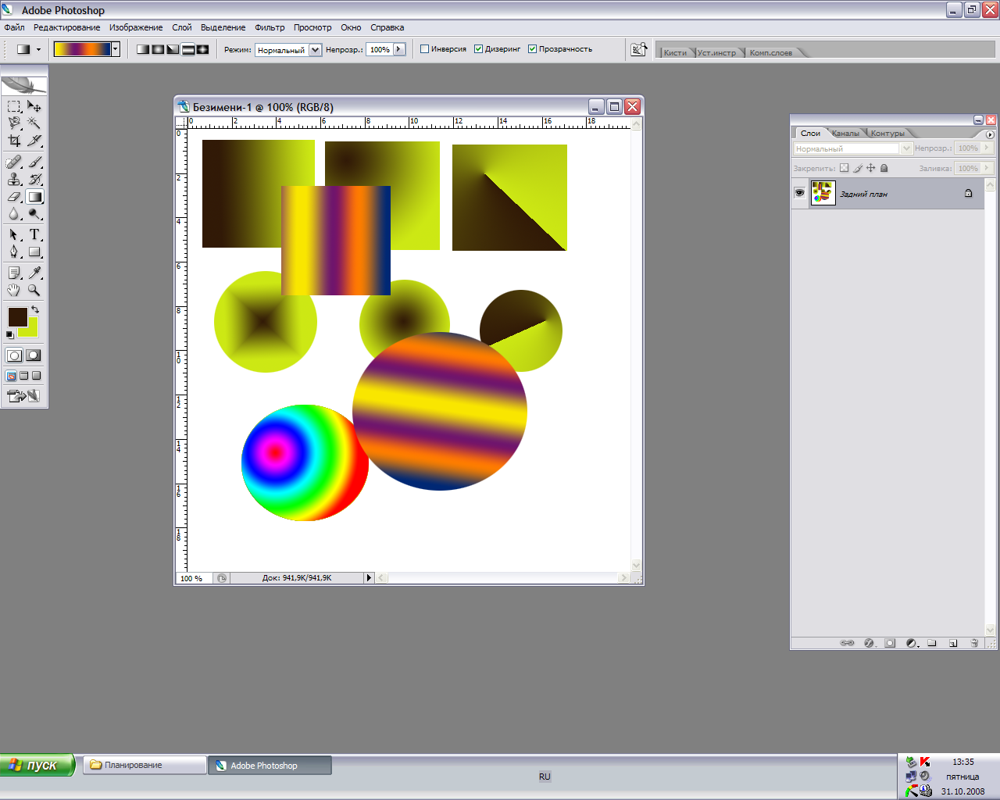 Adobe Photoshop
Файл Редактирование Изображение Слой Выделение Фильтр Просмотр Окно Справка
Режим: Нормальный Непрозр.: 100% Инверсия Дизеринг Прозрачность Кисти Уст.инстр Комп.слоев
Безимени-1 @ 100% (RGB/8)
0 2 4 6 8 10 12 14 16 18
0
2
4
6
8
10
12
14
16
18
100 % Док: 941,9K/941,9K
Слои Каналы Контуры
Нормальный Непрозр.: 100%
Закрепить: Заливка: 100%
Задний план
T
пуск Планирование Adobe Photoshop
RU
13:35
пятница
31.10.2008